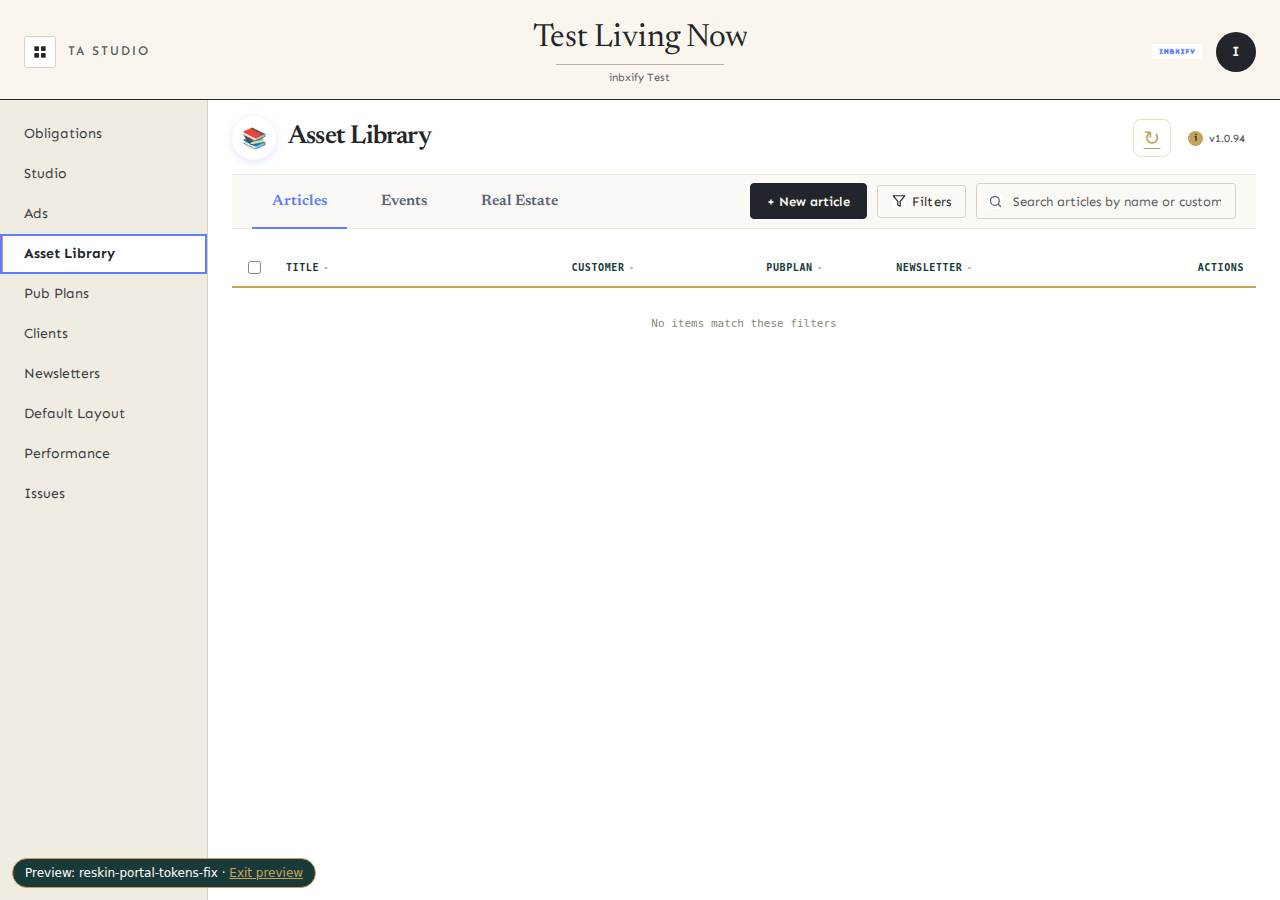 TA STUDIO
Test Living Now
inbxify Test
INBXIFY
I
Obligations
Studio
Ads
Asset Library
Pub Plans
Clients
Newsletters
Default Layout
Performance
Issues
Asset Library
↻
i v1.0.94
Articles Events Real Estate
+ New article
Filters
Search articles by name or custom
TITLE - CUSTOMER - PUBPLAN - NEWSLETTER - ACTIONS
No items match these filters
Preview: reskin-portal-tokens-fix · Exit preview